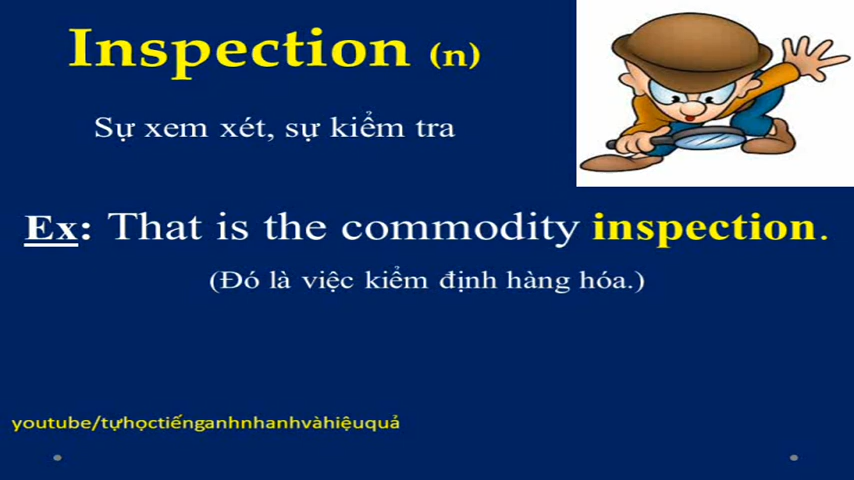 Inspection (n)
Sự xem xét, sự kiểm tra
Ex: That is the commodity inspection.
(Đó là việc kiểm định hàng hóa.)
youtube/tựhọctiếnganhnhanhvàhiệuquả